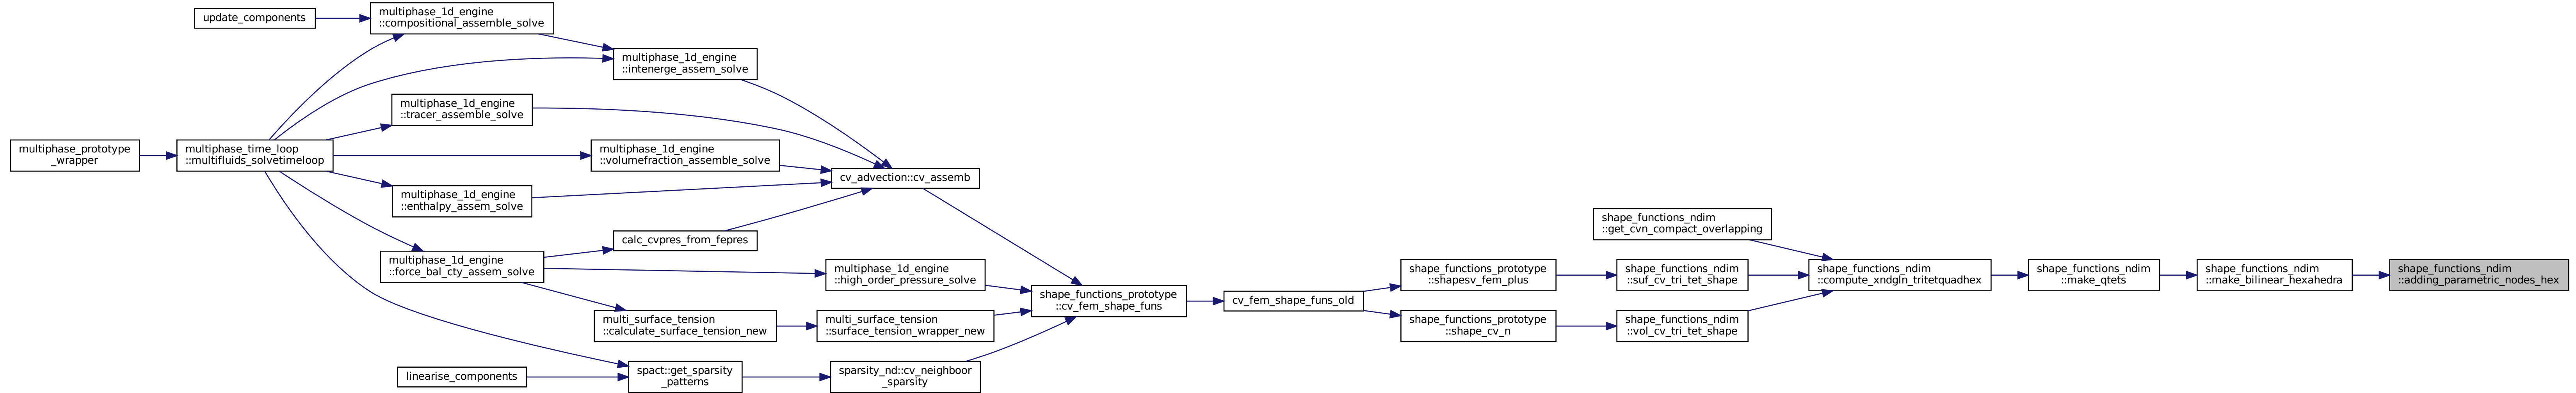 update_components
multiphase_1d_engine
::compositional_assemble_solve
multiphase_1d_engine
::intenerge_assem_solve
multiphase_1d_engine
::tracer_assemble_solve
multiphase_prototype
_wrapper
multiphase_time_loop
::multifluids_solvetimeloop
multiphase_1d_engine
::volumefraction_assemble_solve
cv_advection::cv_assemb
multiphase_1d_engine
::enthalpy_assem_solve
calc_cvpres_from_fepres
multiphase_1d_engine
::force_bal_cty_assem_solve
multiphase_1d_engine
::high_order_pressure_solve
multi_surface_tension
::calculate_surface_tension_new
multi_surface_tension
::surface_tension_wrapper_new
linearise_components
spact::get_sparsity
_patterns
sparsity_nd::cv_neighboor
_sparsity
shape_functions_prototype
::cv_fem_shape_funs
cv_fem_shape_funs_old
shape_functions_prototype
::shapesv_fem_plus
shape_functions_prototype
::shape_cv_n
shape_functions_ndim
::get_cvn_compact_overlapping
shape_functions_ndim
::suf_cv_tri_tet_shape
shape_functions_ndim
::vol_cv_tri_tet_shape
shape_functions_ndim
::compute_xndgln_tritetquadhex
shape_functions_ndim
::make_qtets
shape_functions_ndim
::make_bilinear_hexahedra
shape_functions_ndim
::adding_parametric_nodes_hex